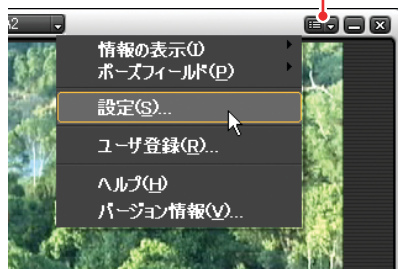 A2
情報の表示(I)
ポーズフィールド(P)
設定(S)...
ユーザ登録(R)...
ヘルプ(H)
バージョン情報(V)...